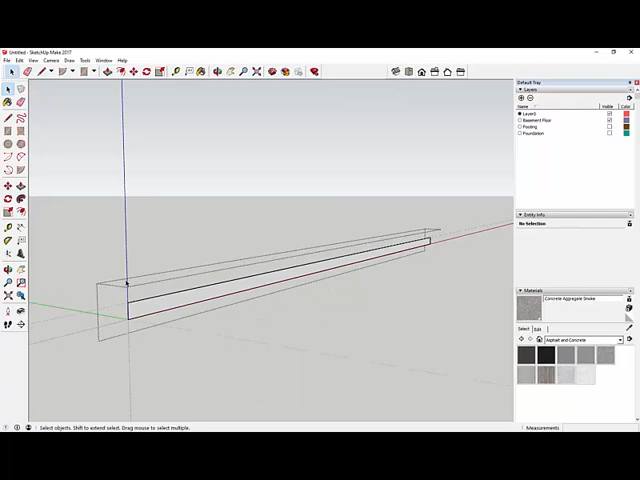 Untitled - SketchUp Make 2017
File Edit View Camera Draw Tools Window Help
Default Tray
Layers
Name Visible Color
Layer0
Basement Floor
Footing
Foundation
Entity Info
No Selection
Materials
Concrete Aggregate Smoke
Select Edit
Asphalt and Concrete
Select objects. Shift to extend select. Drag mouse to select multiple.
Measurements